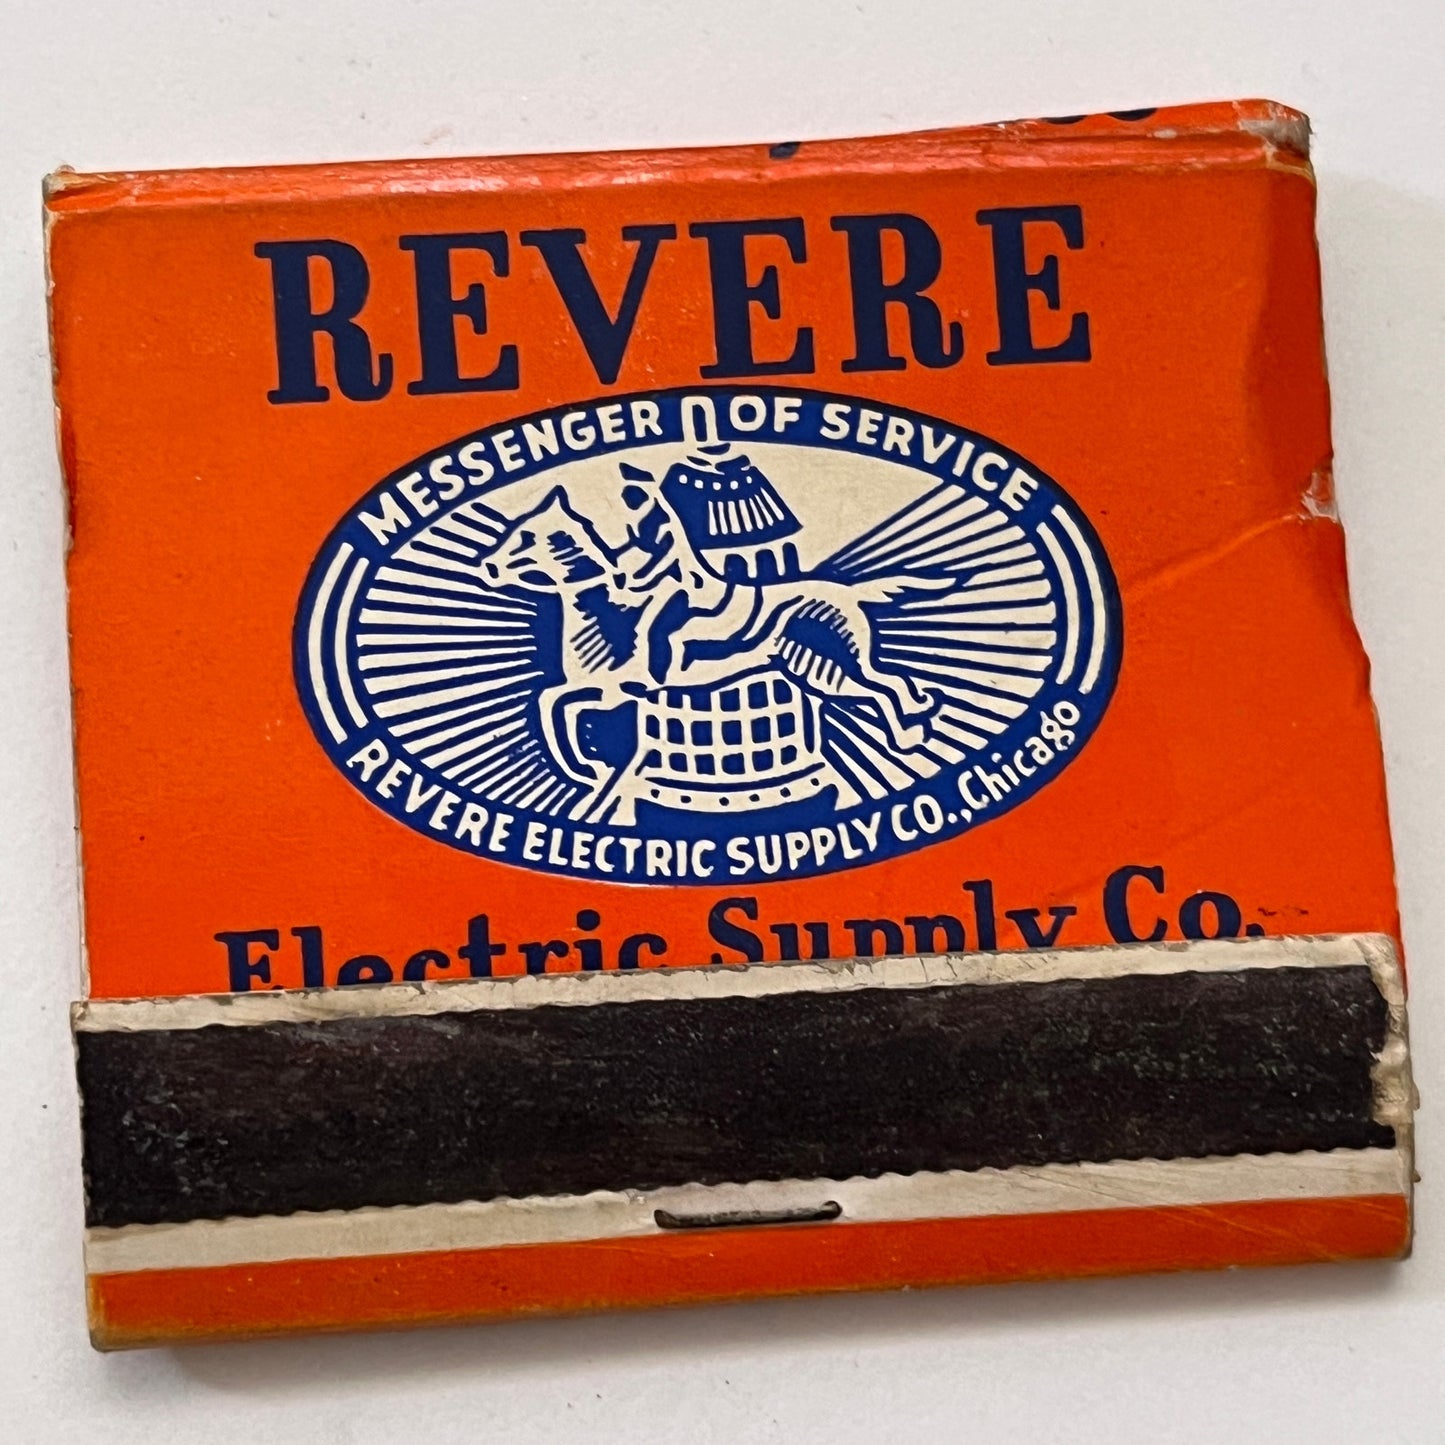 REVERE
MESSENGER OF SERVICE
REVERE ELECTRIC SUPPLY CO., Chicago
Electric Supply Co.